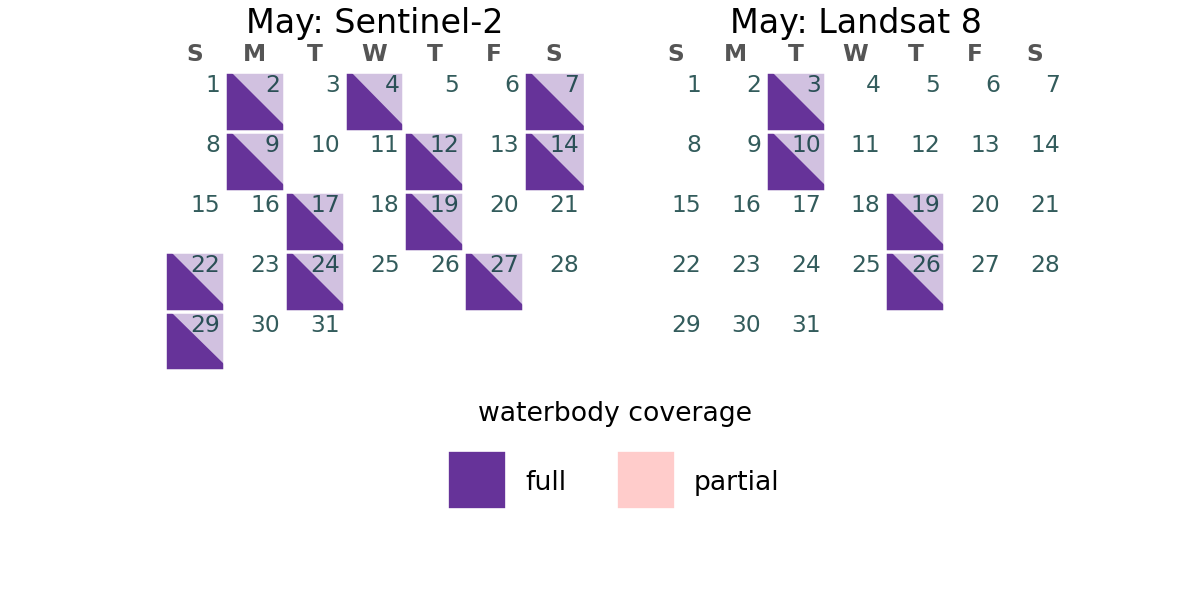 May: Sentinel-2
S M T W T F S
1 2 3 4 5 6 7
8 9 10 11 12 13 14
15 16 17 18 19 20 21
22 23 24 25 26 27 28
29 30 31
May: Landsat 8
S M T W T F S
1 2 3 4 5 6 7
8 9 10 11 12 13 14
15 16 17 18 19 20 21
22 23 24 25 26 27 28
29 30 31
waterbody coverage
full partial